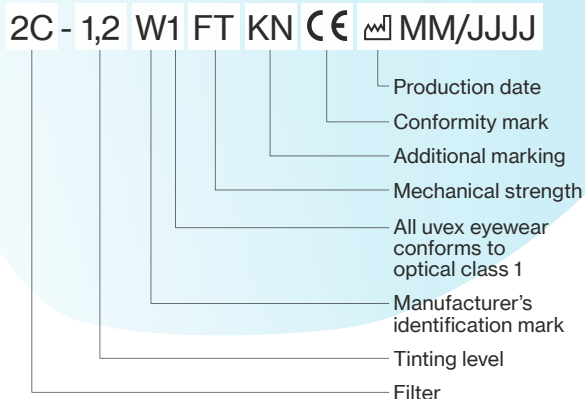 2C - 1,2 W1 FT KN CE MM/JJJJ
Production date
Conformity mark
Additional marking
Mechanical strength
All uvex eyewear
conforms to
optical class 1
Manufacturer's
identification mark
Tinting level
Filter